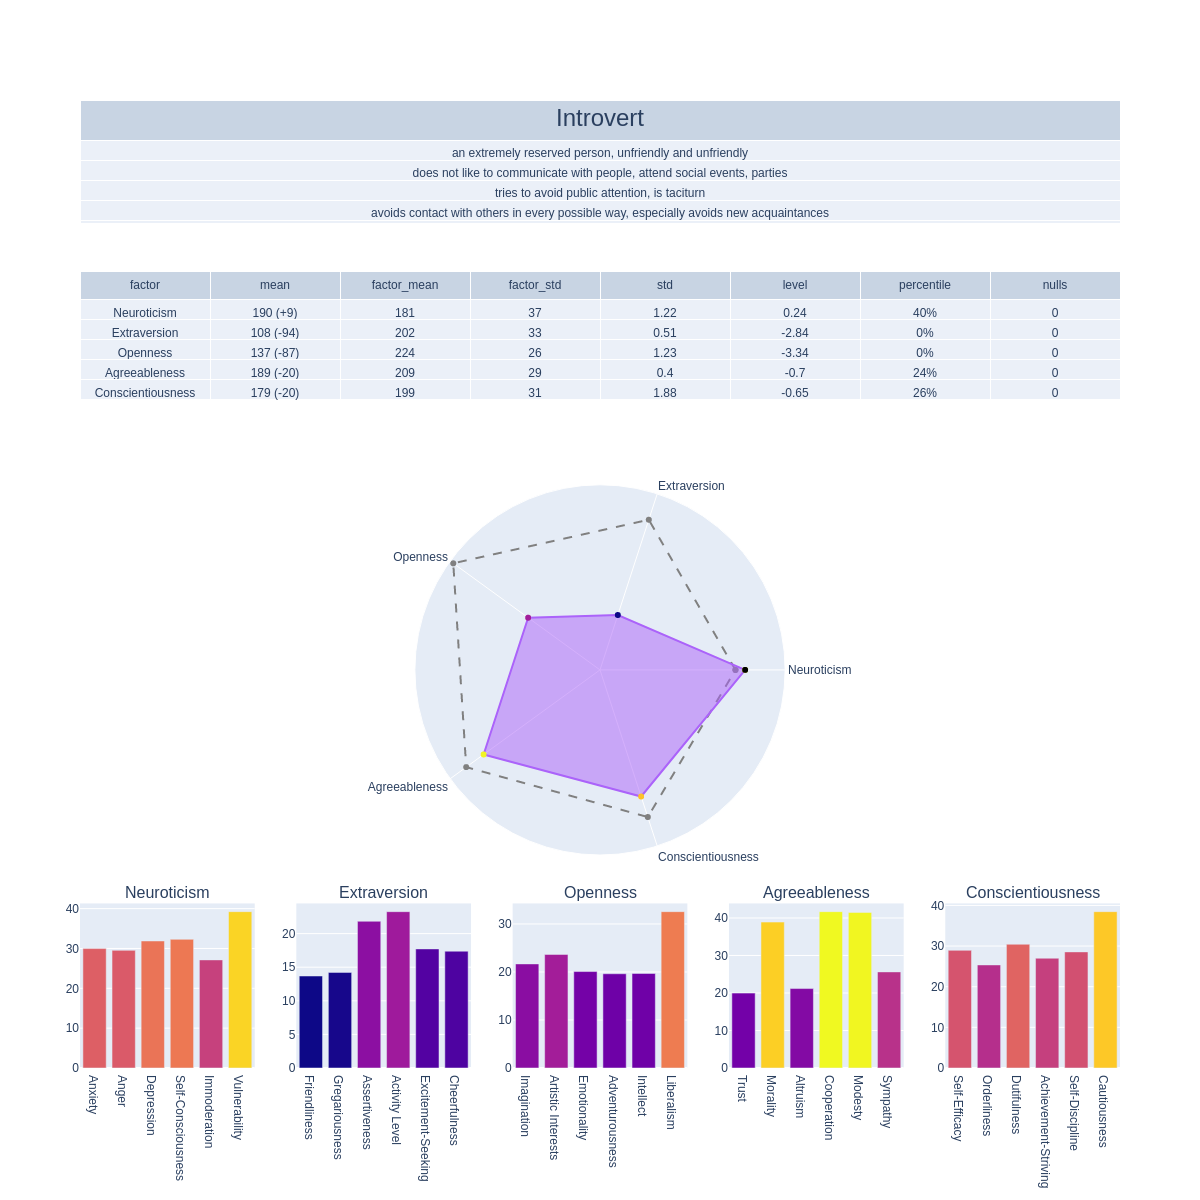 Introvert
an extremely reserved person, unfriendly and unfriendly
does not like to communicate with people, attend social events, parties
tries to avoid public attention, is taciturn
avoids contact with others in every possible way, especially avoids new acquaintances
factor mean factor_mean factor_std std level percentile nulls
Neuroticism 190 (+9) 181 37 1.22 0.24 40% 0
Extraversion 108 (-94) 202 33 0.51 -2.84 0% 0
Openness 137 (-87) 224 26 1.23 -3.34 0% 0
Agreeableness 189 (-20) 209 29 0.4 -0.7 24% 0
Conscientiousness 179 (-20) 199 31 1.88 -0.65 26% 0
Extraversion
Openness
Neuroticism
Agreeableness
Conscientiousness
Neuroticism
40
30
20
10
0
Anxiety
Anger
Depression
Self-Consciousness
Immoderation
Vulnerability
Extraversion
20
15
10
5
0
Friendliness
Gregariousness
Assertiveness
Activity Level
Excitement-Seeking
Cheerfulness
Openness
30
20
10
0
Imagination
Artistic Interests
Emotionality
Adventurousness
Intellect
Liberalism
Agreeableness
40
30
20
10
0
Trust
Morality
Altruism
Cooperation
Modesty
Sympathy
Conscientiousness
40
30
20
10
0
Self-Efficacy
Orderliness
Dutifulness
Achievement-Striving
Self-Discipline
Cautiousness